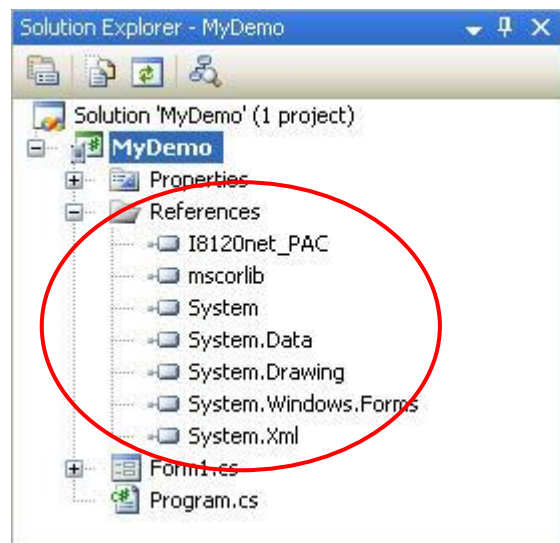 Solution Explorer - MyDemo
Solution 'MyDemo' (1 project)
MyDemo
Properties
References
I8120net_PAC
mscorlib
System
System.Data
System.Drawing
System.Windows.Forms
System.Xml
Form1.cs
Program.cs